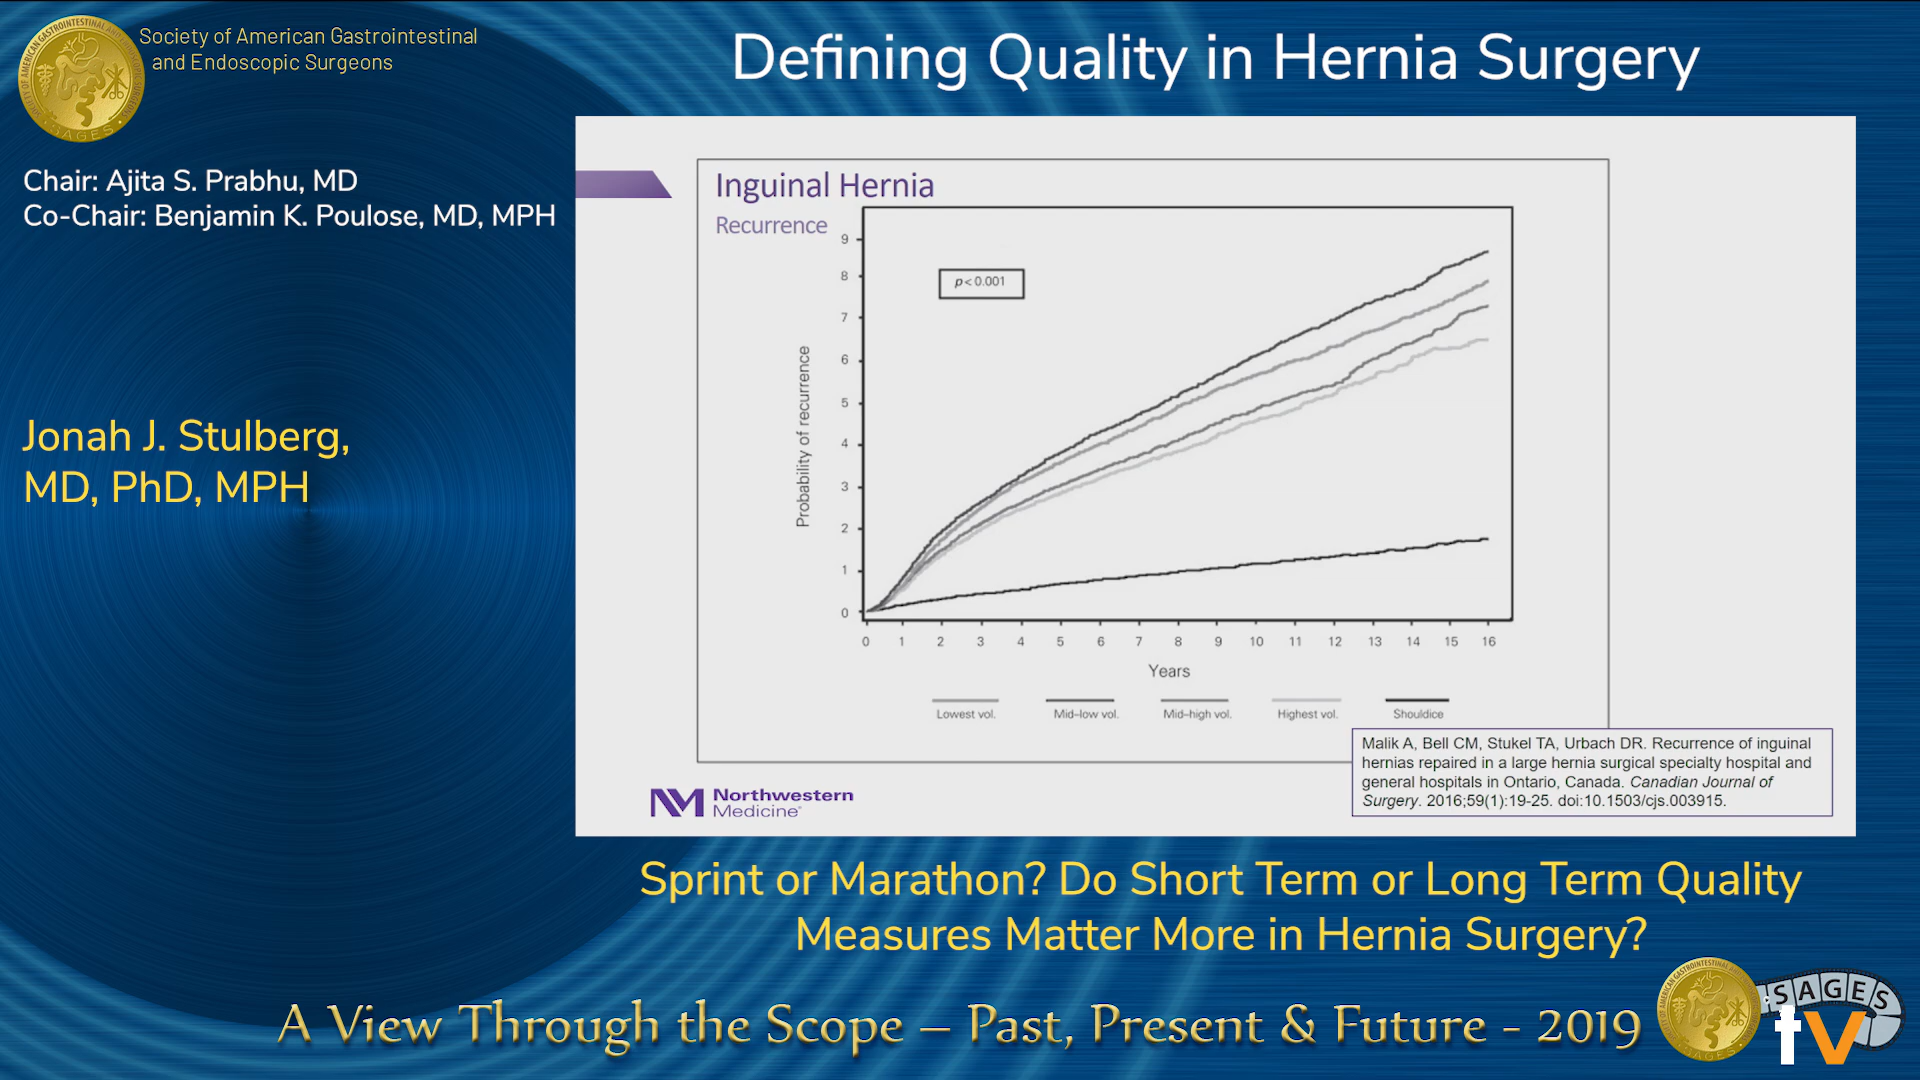 Society of American Gastrointestinal
and Endoscopic Surgeons
Defining Quality in Hernia Surgery
Chair: Ajita S. Prabhu, MD
Co-Chair: Benjamin K. Poulose, MD, MPH
Jonah J. Stulberg,
MD, PhD, MPH
Inguinal Hernia
Recurrence
p < 0.001
Probability of recurrence
9
8
7
6
5
4
3
2
1
0
0 1 2 3 4 5 6 7 8 9 10 11 12 13 14 15 16
Years
Lowest vol. Mid–low vol. Mid–high vol. Highest vol. Shouldice
Malik A, Bell CM, Stukel TA, Urbach DR. Recurrence of inguinal
hernias repaired in a large hernia surgical specialty hospital and
general hospitals in Ontario, Canada. Canadian Journal of
Surgery. 2016;59(1):19-25. doi:10.1503/cjs.003915.
NM Northwestern
Medicine
Sprint or Marathon? Do Short Term or Long Term Quality
Measures Matter More in Hernia Surgery?
A View Through the Scope – Past, Present & Future - 2019
SAGES
tv